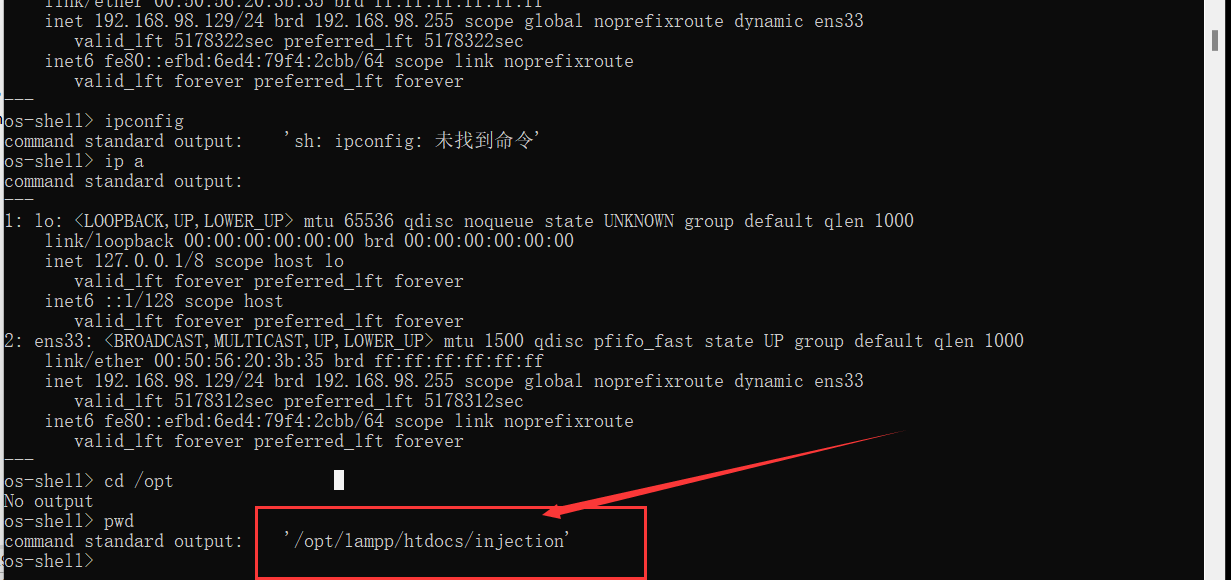 link/ether 00:50:56:20:3b:35 brd ff:ff:ff:ff:ff:ff
inet 192.168.98.129/24 brd 192.168.98.255 scope global noprefixroute dynamic ens33
valid_lft 5178322sec preferred_lft 5178322sec
inet6 fe80::efbd:6ed4:79f4:2cbb/64 scope link noprefixroute
valid_lft forever preferred_lft forever
---
os-shell> ipconfig
command standard output: 'sh: ipconfig: 未找到命令'
os-shell> ip a
command standard output:
---
1: lo: <LOOPBACK,UP,LOWER_UP> mtu 65536 qdisc noqueue state UNKNOWN group default qlen 1000
link/loopback 00:00:00:00:00:00 brd 00:00:00:00:00:00
inet 127.0.0.1/8 scope host lo
valid_lft forever preferred_lft forever
inet6 ::1/128 scope host
valid_lft forever preferred_lft forever
2: ens33: <BROADCAST,MULTICAST,UP,LOWER_UP> mtu 1500 qdisc pfifo_fast state UP group default qlen 1000
link/ether 00:50:56:20:3b:35 brd ff:ff:ff:ff:ff:ff
inet 192.168.98.129/24 brd 192.168.98.255 scope global noprefixroute dynamic ens33
valid_lft 5178312sec preferred_lft 5178312sec
inet6 fe80::efbd:6ed4:79f4:2cbb/64 scope link noprefixroute
valid_lft forever preferred_lft forever
---
os-shell> cd /opt
No output
os-shell> pwd
command standard output: '/opt/lampp/htdocs/injection'
os-shell>